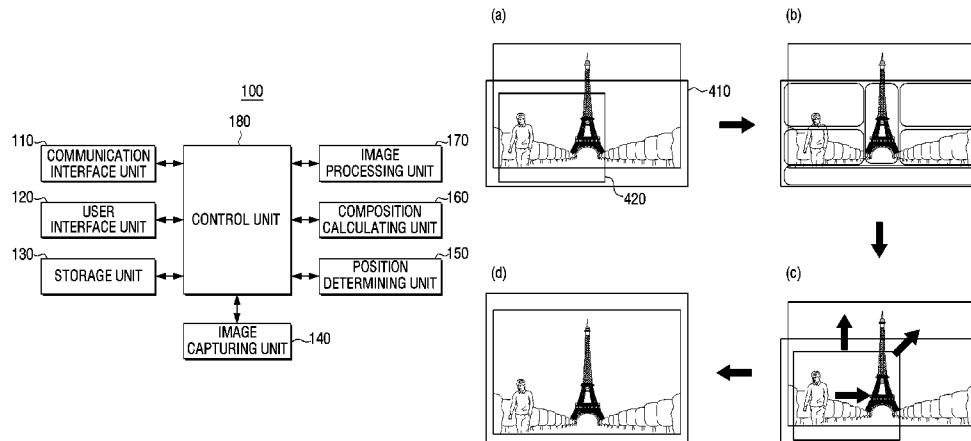 100
180
110
COMMUNICATION
INTERFACE UNIT
120
USER
INTERFACE UNIT
130
STORAGE UNIT
CONTROL UNIT
170
IMAGE
PROCESSING UNIT
160
COMPOSITION
CALCULATING UNIT
150
POSITION
DETERMINING UNIT
IMAGE
CAPTURING UNIT
140
(a)
410
420
(b)
(c)
(d)